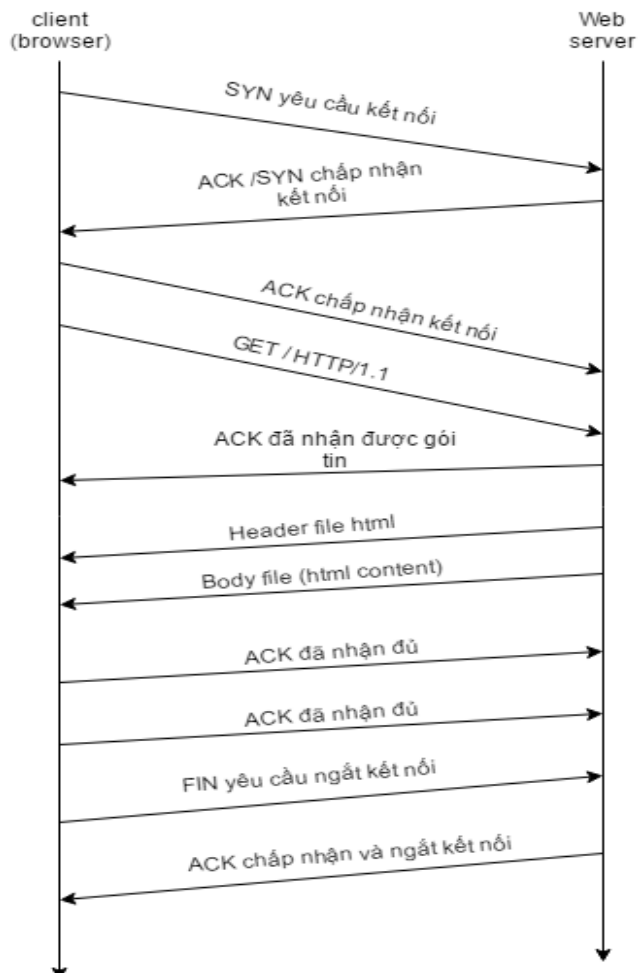 client
(browser)
Web
server
SYN yêu cầu kết nối
ACK /SYN chấp nhận
kết nối
ACK chấp nhận kết nối
GET / HTTP/1.1
ACK đã nhận được gói
tin
Header file html
Body file (html content)
ACK đã nhận đủ
ACK đã nhận đủ
FIN yêu cầu ngắt kết nối
ACK chấp nhận và ngắt kết nối